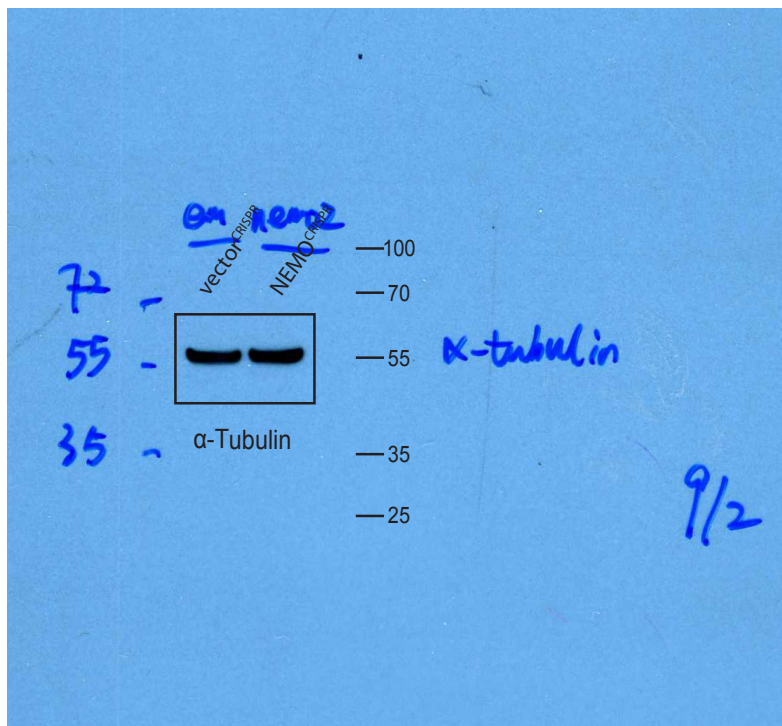 vector CRISPR
NEMO CRISPR
100
72 -
70
55 -
55
α-tubulin
α-Tubulin
35 -
35
25
9/2